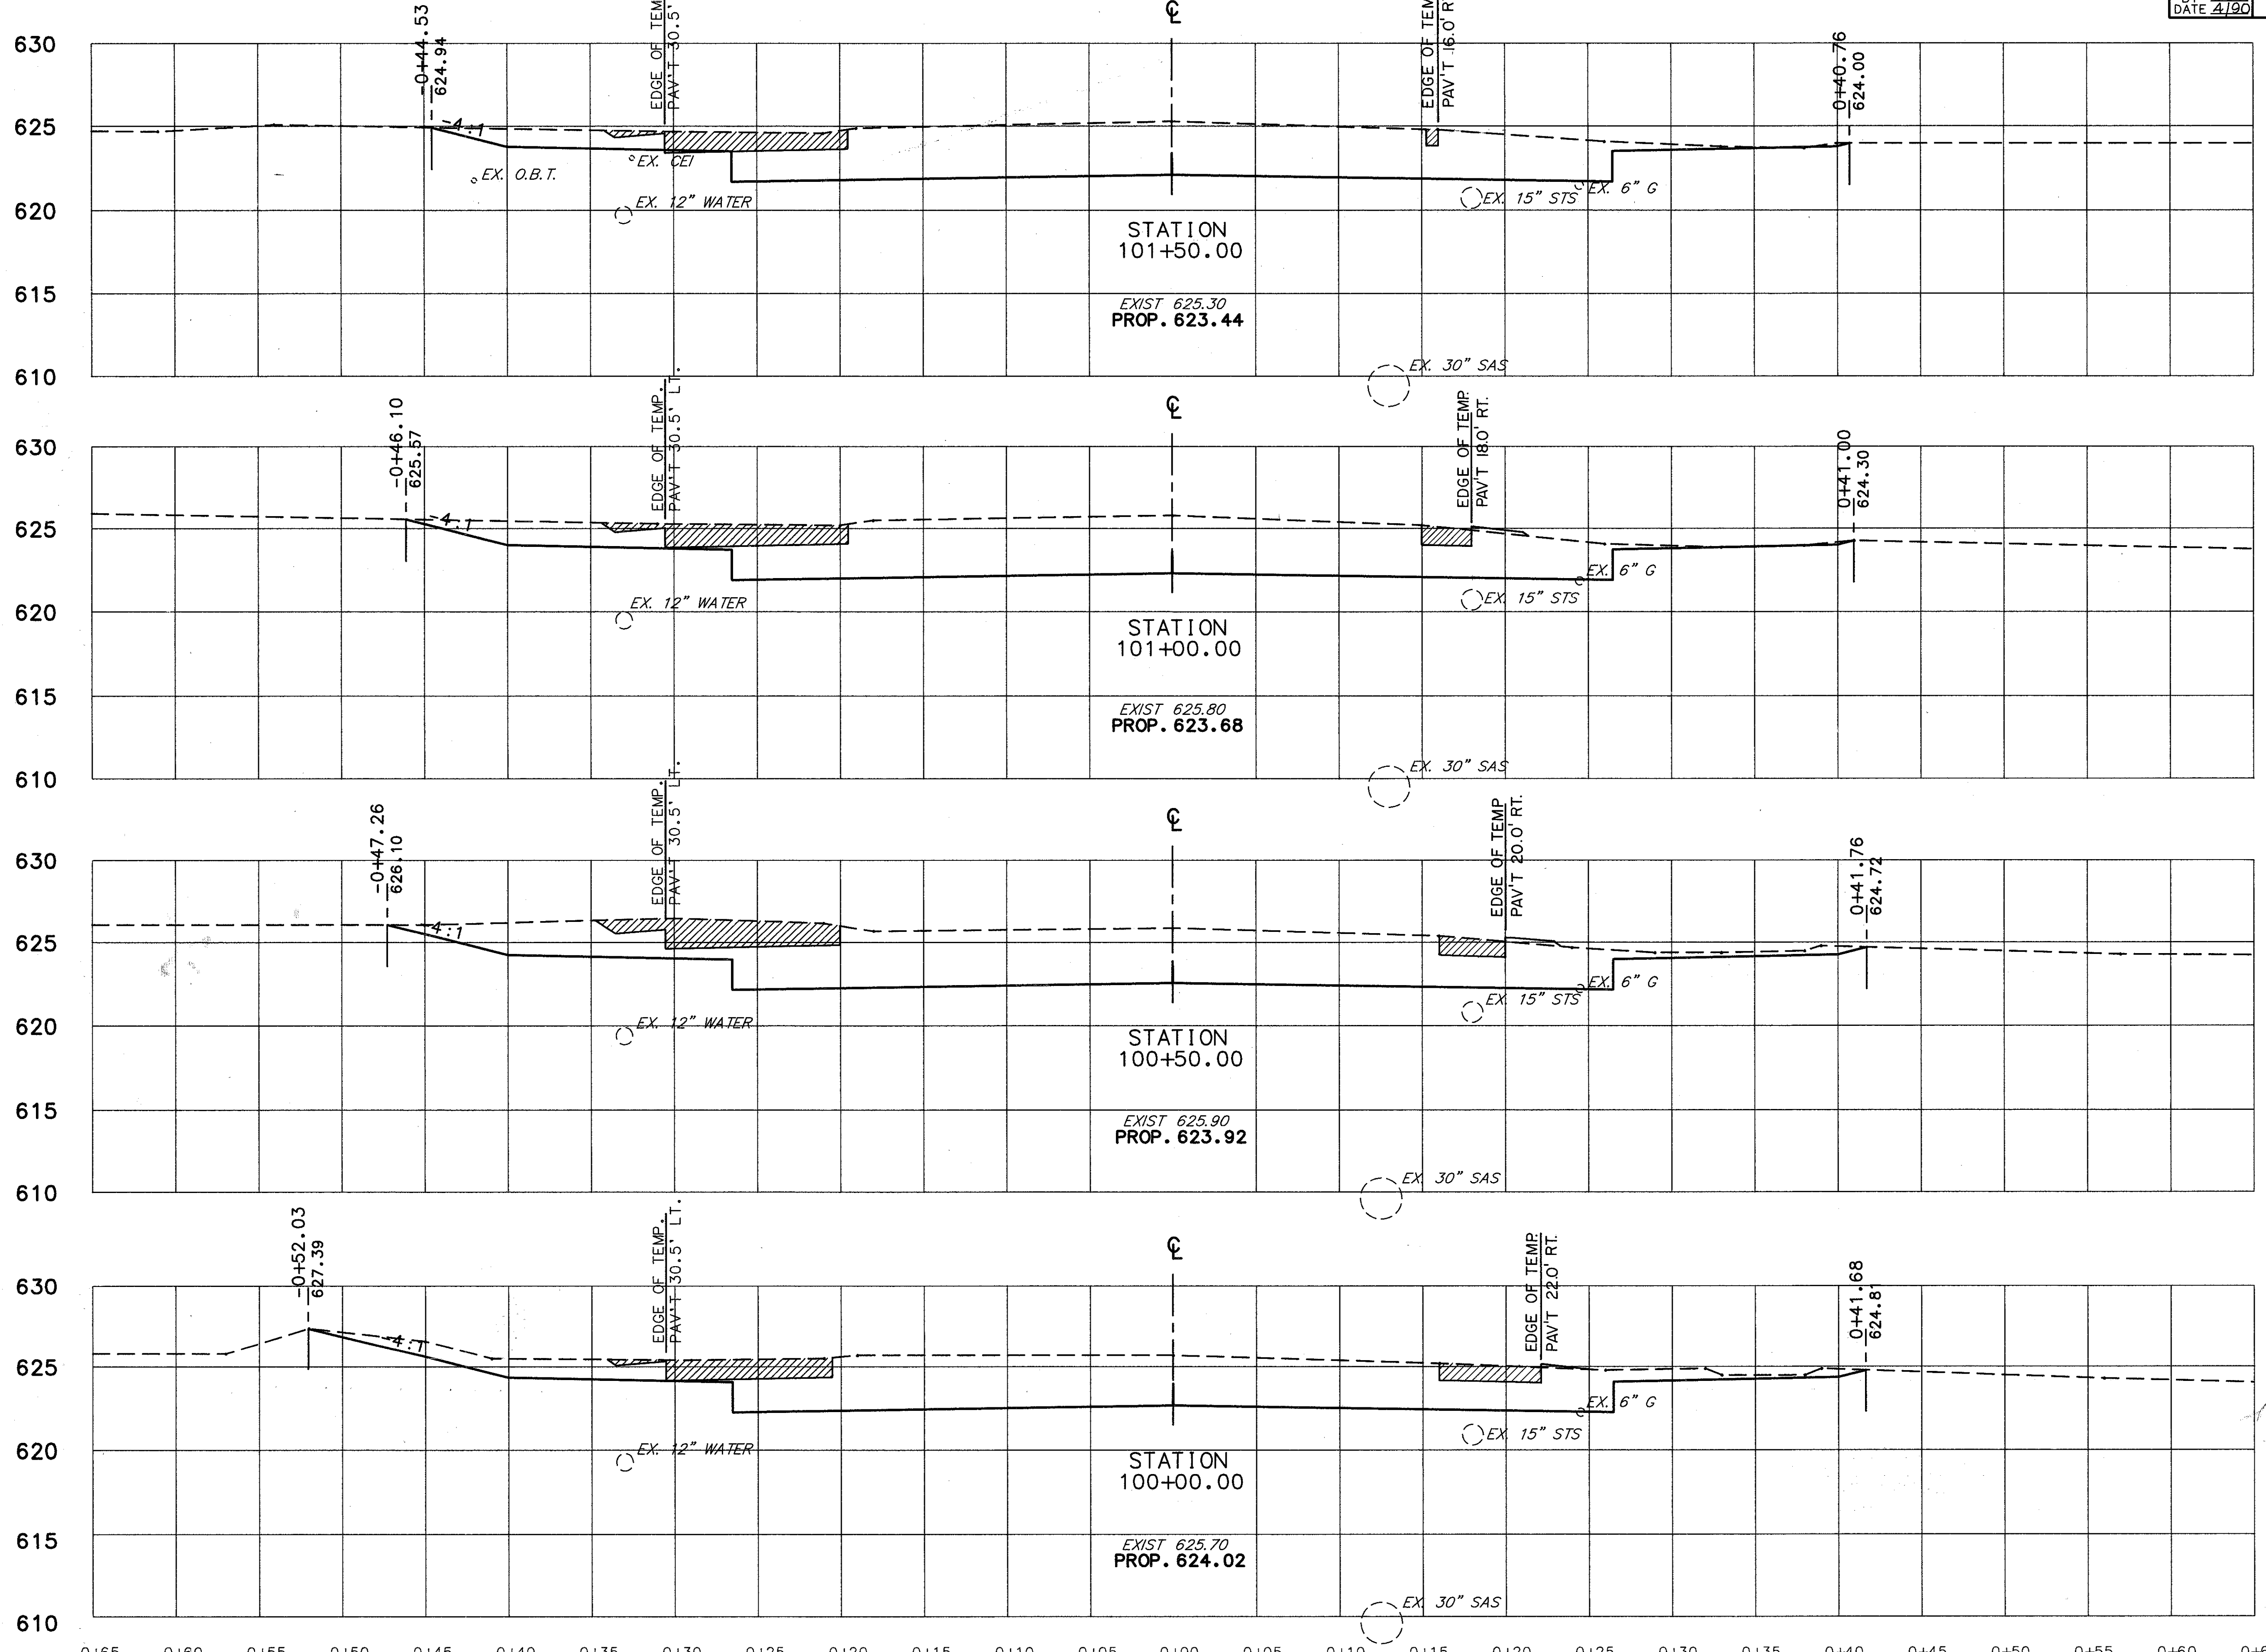 DATE 4/90
-0+44.53
624.94
EDGE OF TEM
PAV'T 30.5'
℄
EDGE OF TEM
PAV'T 16.0' R
0+40.76
624.00
630
625
620
615
610
-4:1
EX. CEI
EX. O.B.T.
EX. 12" WATER
EX. 15" STS
EX. 6" G
STATION
101+50.00
EXIST 625.30
PROP. 623.44
EX. 30" SAS
-0+46.10
625.57
EDGE OF TEMP.
PAV'T 30.5' LT.
℄
EDGE OF TEMP.
PAV'T 18.0' RT.
0+41.00
624.30
630
625
620
615
610
-4:1
EX. 12" WATER
EX. 6" G
EX. 15" STS
STATION
101+00.00
EXIST 625.80
PROP. 623.68
EX. 30" SAS
-0+47.26
626.10
EDGE OF TEMP.
PAV'T 30.5' LT.
℄
EDGE OF TEMP
PAV'T 20.0' RT.
0+41.76
624.72
630
625
620
615
610
-4:1
EX. 12" WATER
EX. 6" G
EX. 15" STS
STATION
100+50.00
EXIST 625.90
PROP. 623.92
EX. 30" SAS
-0+52.03
627.39
EDGE OF TEMP.
PAV'T 30.5' LT.
℄
EDGE OF TEMP.
PAV'T 22.0' RT.
0+41.68
624.81
630
625
620
615
610
-4:1
EX. 12" WATER
EX. 6" G
EX. 15" STS
STATION
100+00.00
EXIST 625.70
PROP. 624.02
EX. 30" SAS